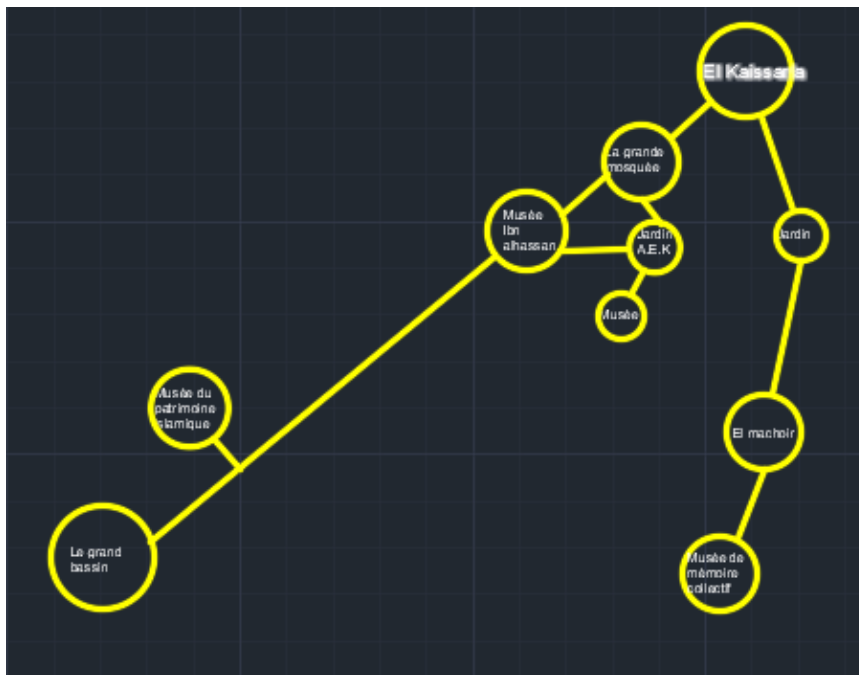 El Kaissaria
La grande
mosquée
Musée
Ibn
alhassan
Jardin
A.E.K
Jardin
Musée
Musée du
patrimoine
islamique
El machoir
Le grand
bassin
Musée de
mémoire
collectif